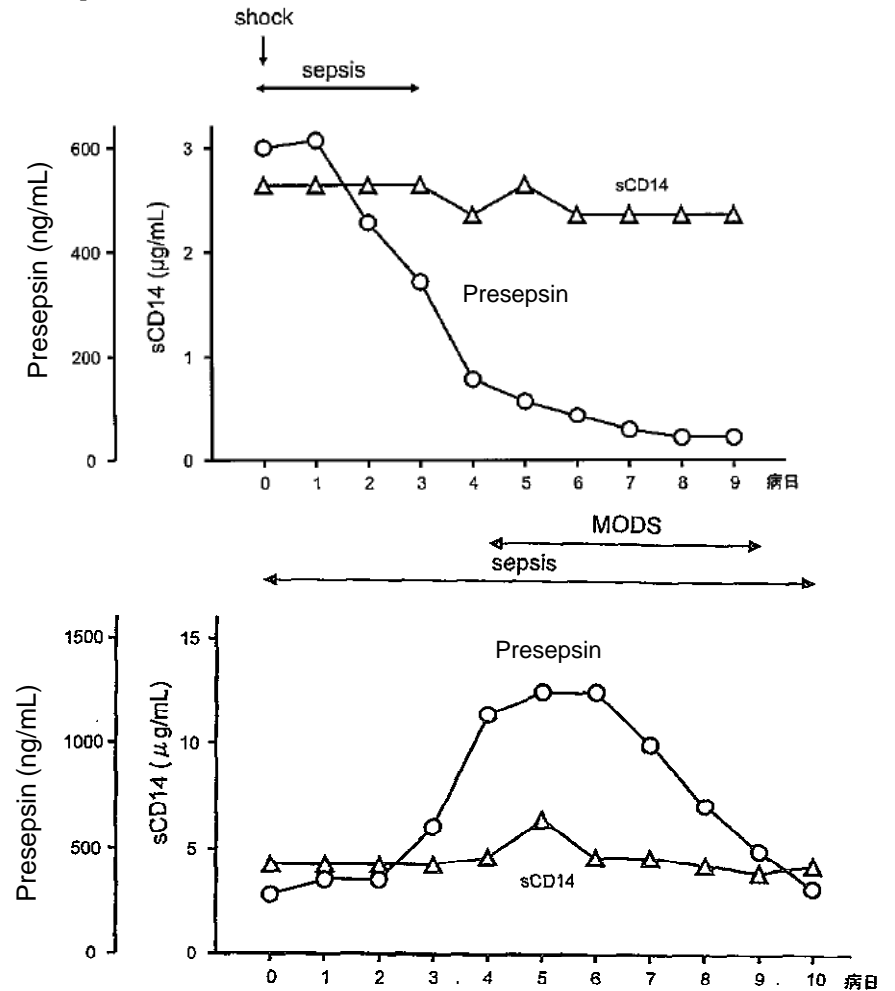 shock
sepsis
Presepsin (ng/mL)
600
400
200
0
sCD14 (μg/mL)
3
2
1
0
sCD14
Presepsin
0 1 2 3 4 5 6 7 8 9 病日
MODS
sepsis
Presepsin (ng/mL)
1500
1000
500
0
sCD14 (μg/mL)
15
10
5
0
Presepsin
sCD14
0 1 2 3 4 5 6 7 8 9 10 病日